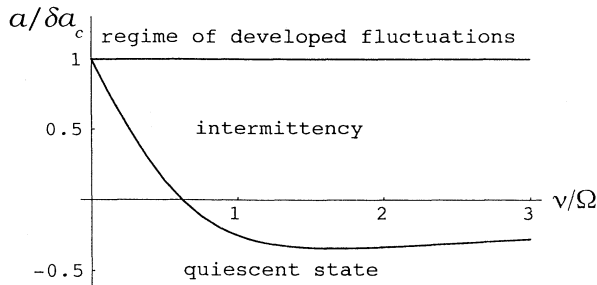 a/δa_c
regime of developed fluctuations
1
0.5
intermittency
1
2
3
ν/Ω
-0.5
quiescent state